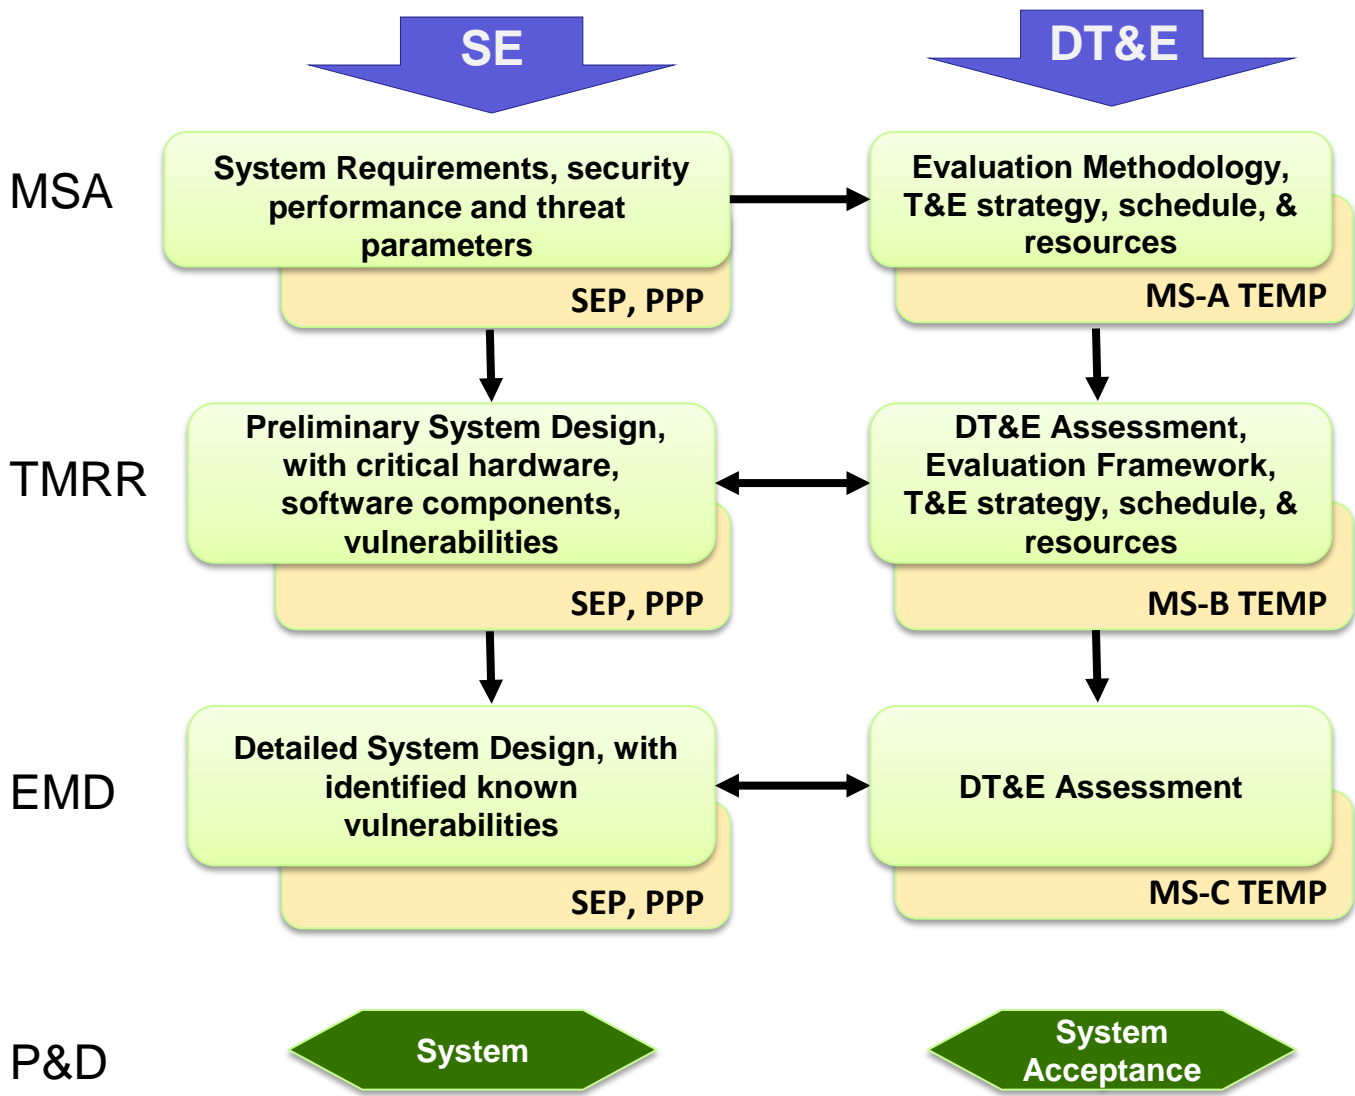 SE
DT&E
MSA
System Requirements, security
performance and threat
parameters
SEP, PPP
Evaluation Methodology,
T&E strategy, schedule, &
resources
MS-A TEMP
TMRR
Preliminary System Design,
with critical hardware,
software components,
vulnerabilities
SEP, PPP
DT&E Assessment,
Evaluation Framework,
T&E strategy, schedule, &
resources
MS-B TEMP
EMD
Detailed System Design, with
identified known
vulnerabilities
SEP, PPP
DT&E Assessment
MS-C TEMP
P&D
System
System
Acceptance